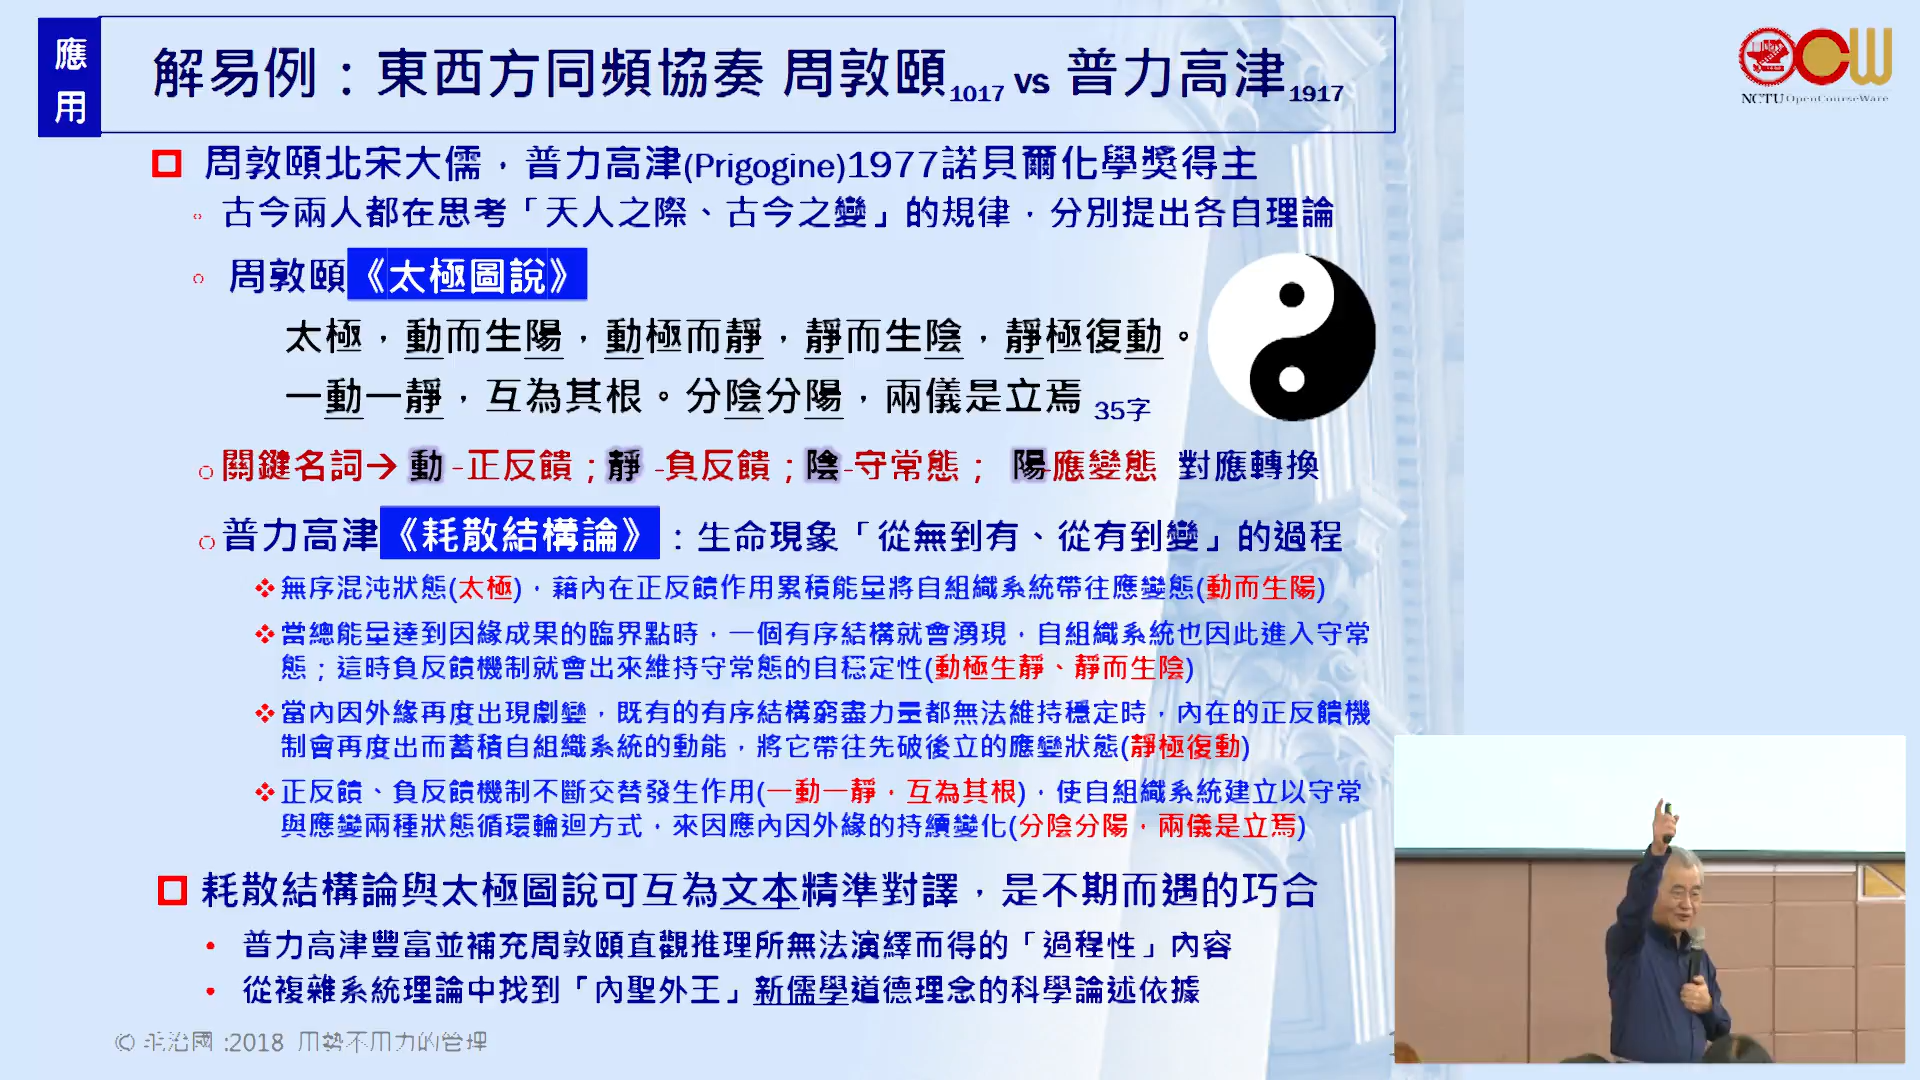 應用
解易例：東西方同頻協奏 周敦頤1017 vs 普力高津1917
NCTU OpenCourseWare
周敦頤北宋大儒，普力高津(Prigogine)1977諾貝爾化學獎得主
古今兩人都在思考「天人之際、古今之變」的規律，分別提出各自理論
周敦頤《太極圖說》
太極，動而生陽，動極而靜，靜而生陰，靜極復動。
一動一靜，互為其根。分陰分陽，兩儀是立焉 35字
關鍵名詞→ 動 -正反饋；靜 -負反饋；陰-守常態； 陽-應變態 對應轉換
普力高津《耗散結構論》：生命現象「從無到有、從有到變」的過程
無序混沌狀態(太極)，藉內在正反饋作用累積能量將自組織系統帶往應變態(動而生陽)
當總能量達到因緣成果的臨界點時，一個有序結構就會湧現，自組織系統也因此進入守常
態；這時負反饋機制就會出來維持守常態的自穩定性(動極生靜、靜而生陰)
當內因外緣再度出現劇變，既有的有序結構窮盡力量都無法維持穩定時，內在的正反饋機
制會再度出而蓄積自組織系統的動能，將它帶往先破後立的應變狀態(靜極復動)
正反饋、負反饋機制不斷交替發生作用(一動一靜，互為其根)，使自組織系統建立以守常
與應變兩種狀態循環輪迴方式，來因應內因外緣的持續變化(分陰分陽，兩儀是立焉)
耗散結構論與太極圖說可互為文本精準對譯，是不期而遇的巧合
普力高津豐富並補充周敦頤直觀推理所無法演繹而得的「過程性」內容
從複雜系統理論中找到「內聖外王」新儒學道德理念的科學論述依據
© 毛治國 :2018 用勢不用力的管理